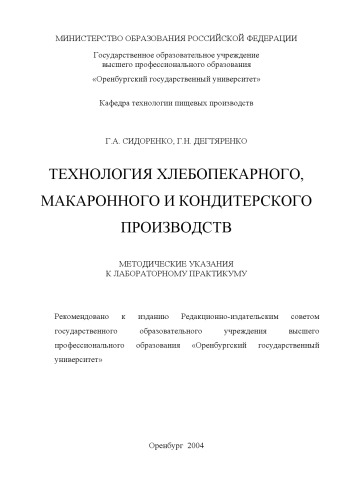 МИНИСТЕРСТВО ОБРАЗОВАНИЯ РОССИЙСКОЙ ФЕДЕРАЦИИ
Государственное образовательное учреждение
высшего профессионального образования
«Оренбургский государственный университет»
Кафедра технологии пищевых производств
Г.А. СИДОРЕНКО, Г.Н. ДЕГТЯРЕНКО
ТЕХНОЛОГИЯ ХЛЕБОПЕКАРНОГО,
МАКАРОННОГО И КОНДИТЕРСКОГО
ПРОИЗВОДСТВ
МЕТОДИЧЕСКИЕ УКАЗАНИЯ
К ЛАБОРАТОРНОМУ ПРАКТИКУМУ
Рекомендовано к изданию Редакционно-издательским советом
государственного образовательного учреждения высшего
профессионального образования «Оренбургский государственный
университет»
Оренбург 2004